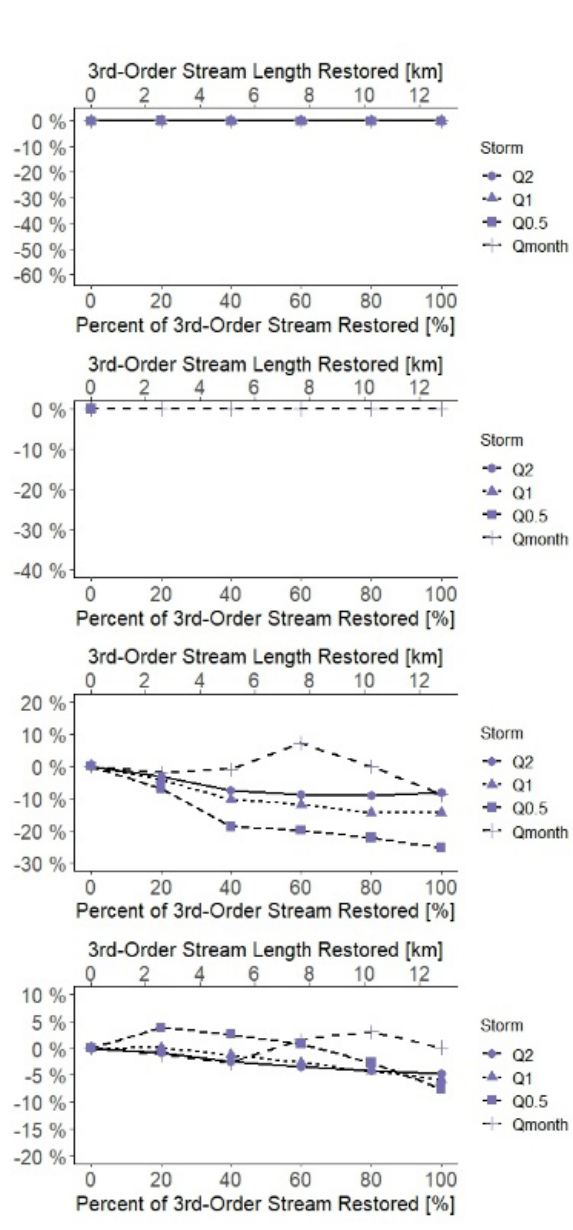 3rd-Order Stream Length Restored [km]
0 2 4 6 8 10 12
0 %
-10 %
-20 %
-30 %
-40 %
-50 %
-60 %
0 20 40 60 80 100
Percent of 3rd-Order Stream Restored [%]
Storm
Q2
Q1
Q0.5
Qmonth
3rd-Order Stream Length Restored [km]
0 2 4 6 8 10 12
0 %
-10 %
-20 %
-30 %
-40 %
0 20 40 60 80 100
Percent of 3rd-Order Stream Restored [%]
Storm
Q2
Q1
Q0.5
Qmonth
3rd-Order Stream Length Restored [km]
0 2 4 6 8 10 12
20 %
10 %
0 %
-10 %
-20 %
-30 %
0 20 40 60 80 100
Percent of 3rd-Order Stream Restored [%]
Storm
Q2
Q1
Q0.5
Qmonth
3rd-Order Stream Length Restored [km]
0 2 4 6 8 10 12
10 %
5 %
0 %
-5 %
-10 %
-15 %
-20 %
0 20 40 60 80 100
Percent of 3rd-Order Stream Restored [%]
Storm
Q2
Q1
Q0.5
Qmonth